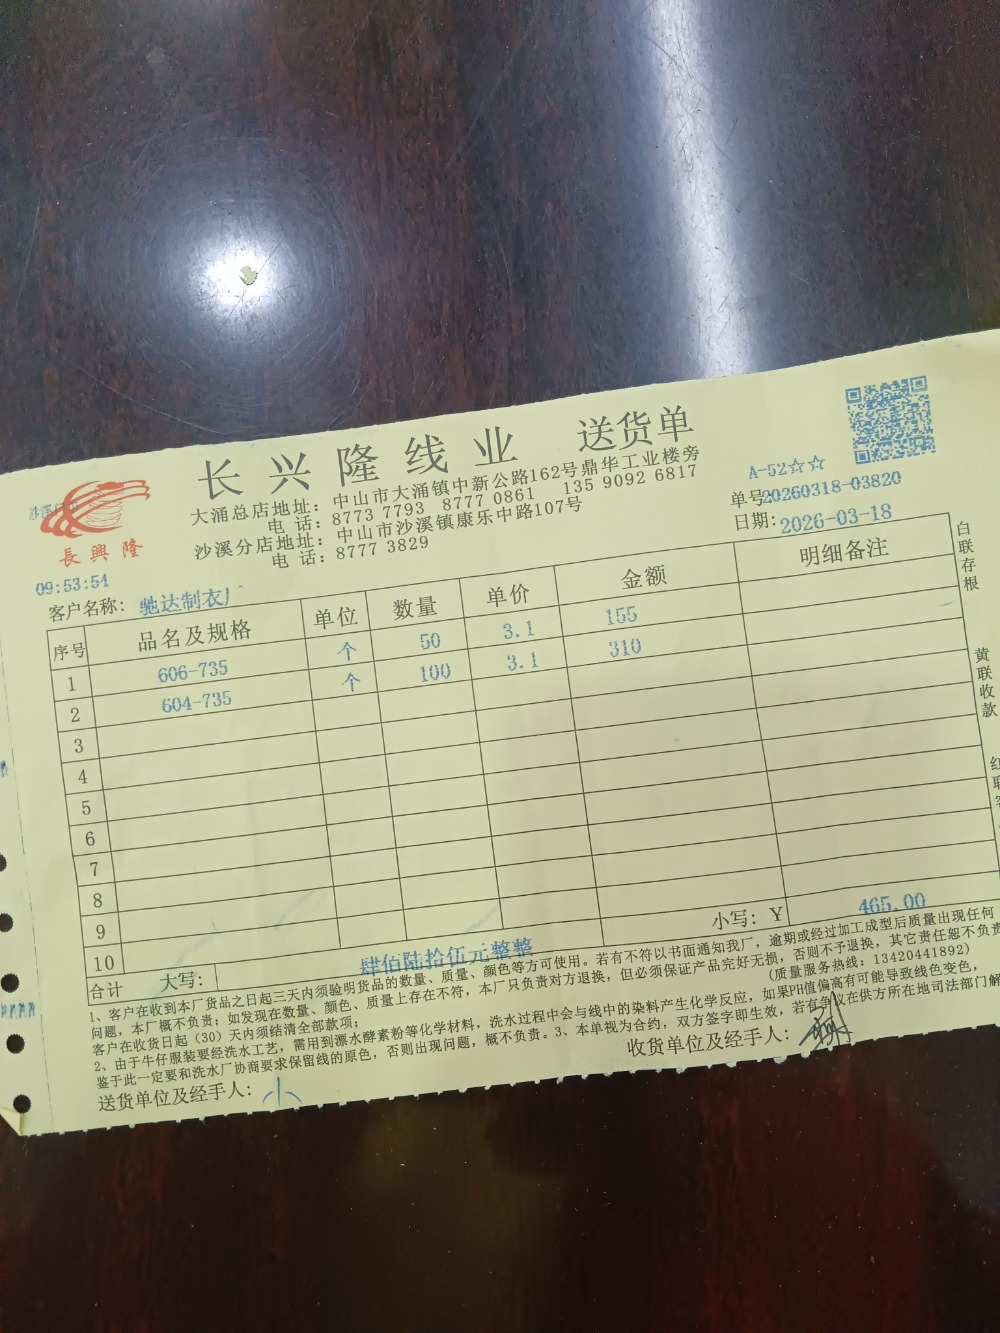 长兴隆线业 送货单
大涌总店地址：中山市大涌镇中新公路162号鼎华工业楼旁
电 话：8773 7793 8777 0861 135 9092 6817
沙溪分店地址：中山市沙溪镇康乐中路107号
电 话：8777 3829
A-52☆☆
单号20260318-03820
日期：2026-03-18
長興隆
09:53:54
客户名称：驰达制衣厂
序号 品名及规格 单位 数量 单价 金额 明细备注
1 606-735 个 50 3.1 155
2 604-735 个 100 3.1 310
3
4
5
6
7
8
9
10
合计 大写：肆佰陆拾伍元整整 小写：￥465.00
1、客户在收到本厂货品之日起三天内须验明货品的数量、质量、颜色等方可使用。若有不符以书面通知我厂，逾期或经过加工成型后质量出现任何
问题，本厂概不负责；如发现在数量、颜色、质量上存在不符，本厂只负责对方退换，但必须保证产品完好无损，否则不予退换，其它责任恕不负责
客户在收货日起（30）天内须结清全部款项； （质量服务热线：13420441892）
2、由于牛仔服装要经洗水工艺，需用到漂水酵素粉等化学材料，洗水过程中会与线中的染料产生化学反应，如果PH值偏高有可能导致线色变色，
鉴于此一定要和洗水厂协商要求保留线的原色，否则出现问题，概不负责。3、本单视为合约，双方签字即生效，若有争议在供方所在地司法部门解
送货单位及经手人：小 收货单位及经手人：
白联存根
黄联收款
红联客